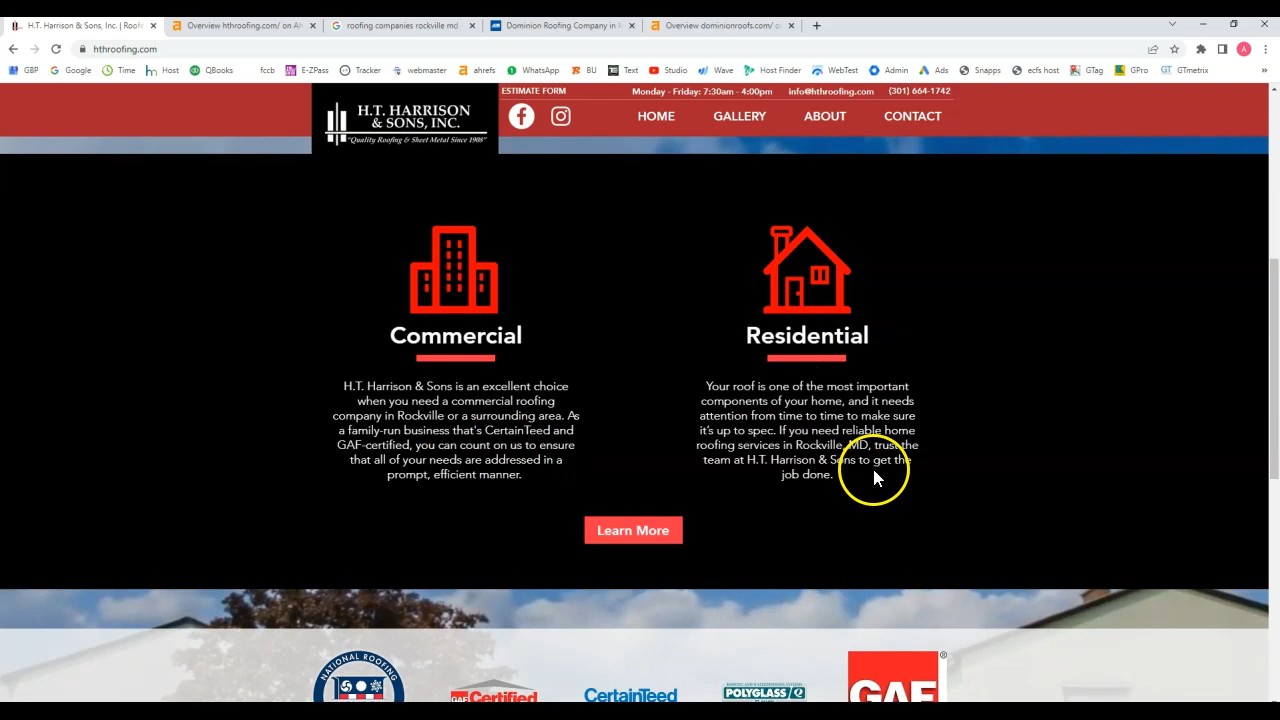 H.T. Harrison & Sons, Inc. | Roof
Overview hthroofing.com/ on Ah
roofing companies rockville md
Dominion Roofing Company in
Overview dominionroofs.com/ o
hthroofing.com
GBP
Google
Time
Host
QBooks
fccb
E-ZPass
Tracker
webmaster
ahrefs
WhatsApp
BU
Text
Studio
Wave
Host Finder
WebTest
Admin
Ads
Snapps
ecfs host
GTag
GPro
GTmetrix
A
ESTIMATE FORM
Monday - Friday: 7:30am - 4:00pm
info@hthroofing.com
(301) 664-1742
H.T. HARRISON
& SONS, INC.
"Quality Roofing & Sheet Metal Since 1908"
HOME
GALLERY
ABOUT
CONTACT
Commercial
H.T. Harrison & Sons is an excellent choice
when you need a commercial roofing
company in Rockville or a surrounding area. As
a family-run business that's CertainTeed and
GAF-certified, you can count on us to ensure
that all of your needs are addressed in a
prompt, efficient manner.
Residential
Your roof is one of the most important
components of your home, and it needs
attention from time to time to make sure
it's up to spec. If you need reliable home
roofing services in Rockville, MD, trust the
team at H.T. Harrison & Sons to get the
job done.
Learn More
NATIONAL ROOFING
GAF Certified
CertainTeed
POLYGLASS
GAF